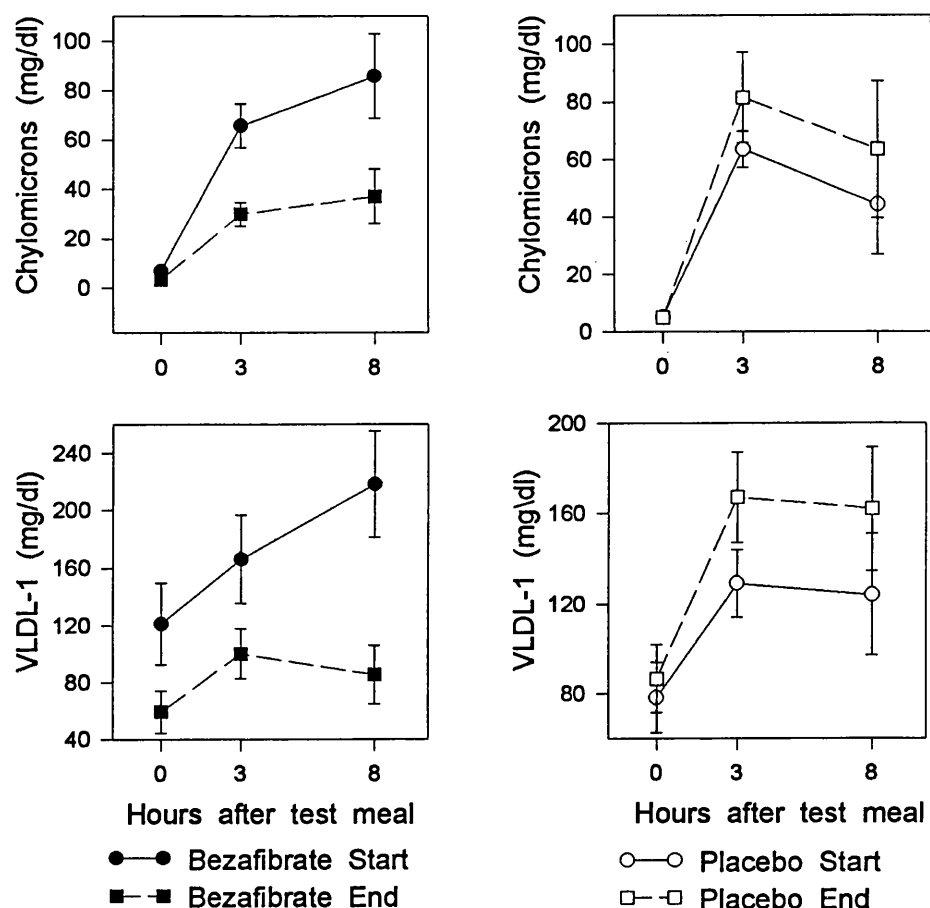 Chylomicrons (mg/dl)
100
80
60
40
20
0
0 3 8
Chylomicrons (mg/dl)
100
80
60
40
20
0
0 3 8
VLDL-1 (mg/dl)
240
200
160
120
80
40
0 3 8
Hours after test meal
Bezafibrate Start
Bezafibrate End
VLDL-1 (mg\dl)
200
160
120
80
0 3 8
Hours after test meal
Placebo Start
Placebo End